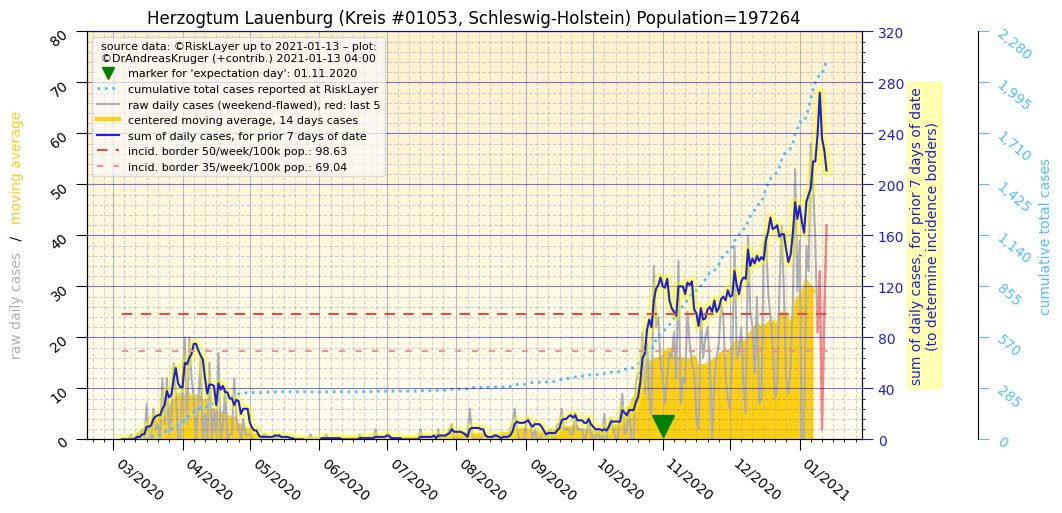 Herzogtum Lauenburg (Kreis #01053, Schleswig-Holstein) Population=197264
source data: ©RiskLayer up to 2021-01-13 – plot:
©DrAndreasKruger (+contrib.) 2021-01-13 04:00
marker for 'expectation day': 01.11.2020
cumulative total cases reported at RiskLayer
raw daily cases (weekend-flawed), red: last 5
centered moving average, 14 days cases
sum of daily cases, for prior 7 days of date
incid. border 50/week/100k pop.: 98.63
incid. border 35/week/100k pop.: 69.04
raw daily cases / moving average
80
70
60
50
40
30
20
10
0
03/2020
04/2020
05/2020
06/2020
07/2020
08/2020
09/2020
10/2020
11/2020
12/2020
01/2021
320
280
240
200
160
120
80
40
0
sum of daily cases, for prior 7 days of date
(to determine incidence borders)
2,280
1,995
1,710
1,425
1,140
855
570
285
0
cumulative total cases